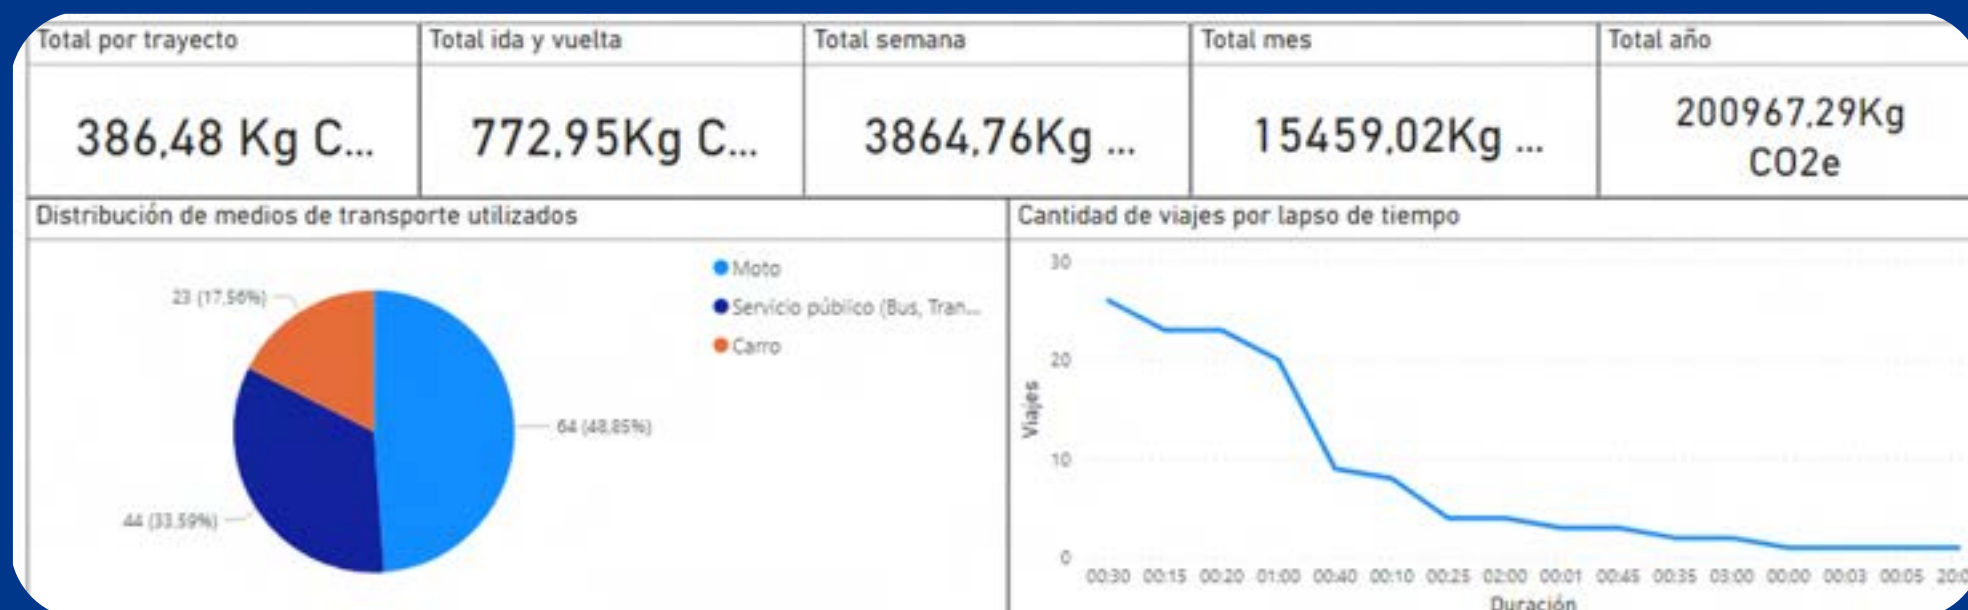 Total por trayecto
Total ida y vuelta
Total semana
Total mes
Total año
386,48 Kg C...
772,95Kg C...
3864,76Kg ...
15459,02Kg ...
200967,29Kg
CO2e
Distribución de medios de transporte utilizados
Moto
Servicio público (Bus, Tran...
Carro
23 (17,56%)
64 (48,85%)
44 (33,59%)
Cantidad de viajes por lapso de tiempo
30
20
10
0
Viajes
00:30 00:15 00:20 01:00 00:40 00:10 00:25 02:00 00:01 00:45 00:35 03:00 00:00 00:03 00:05
Duración